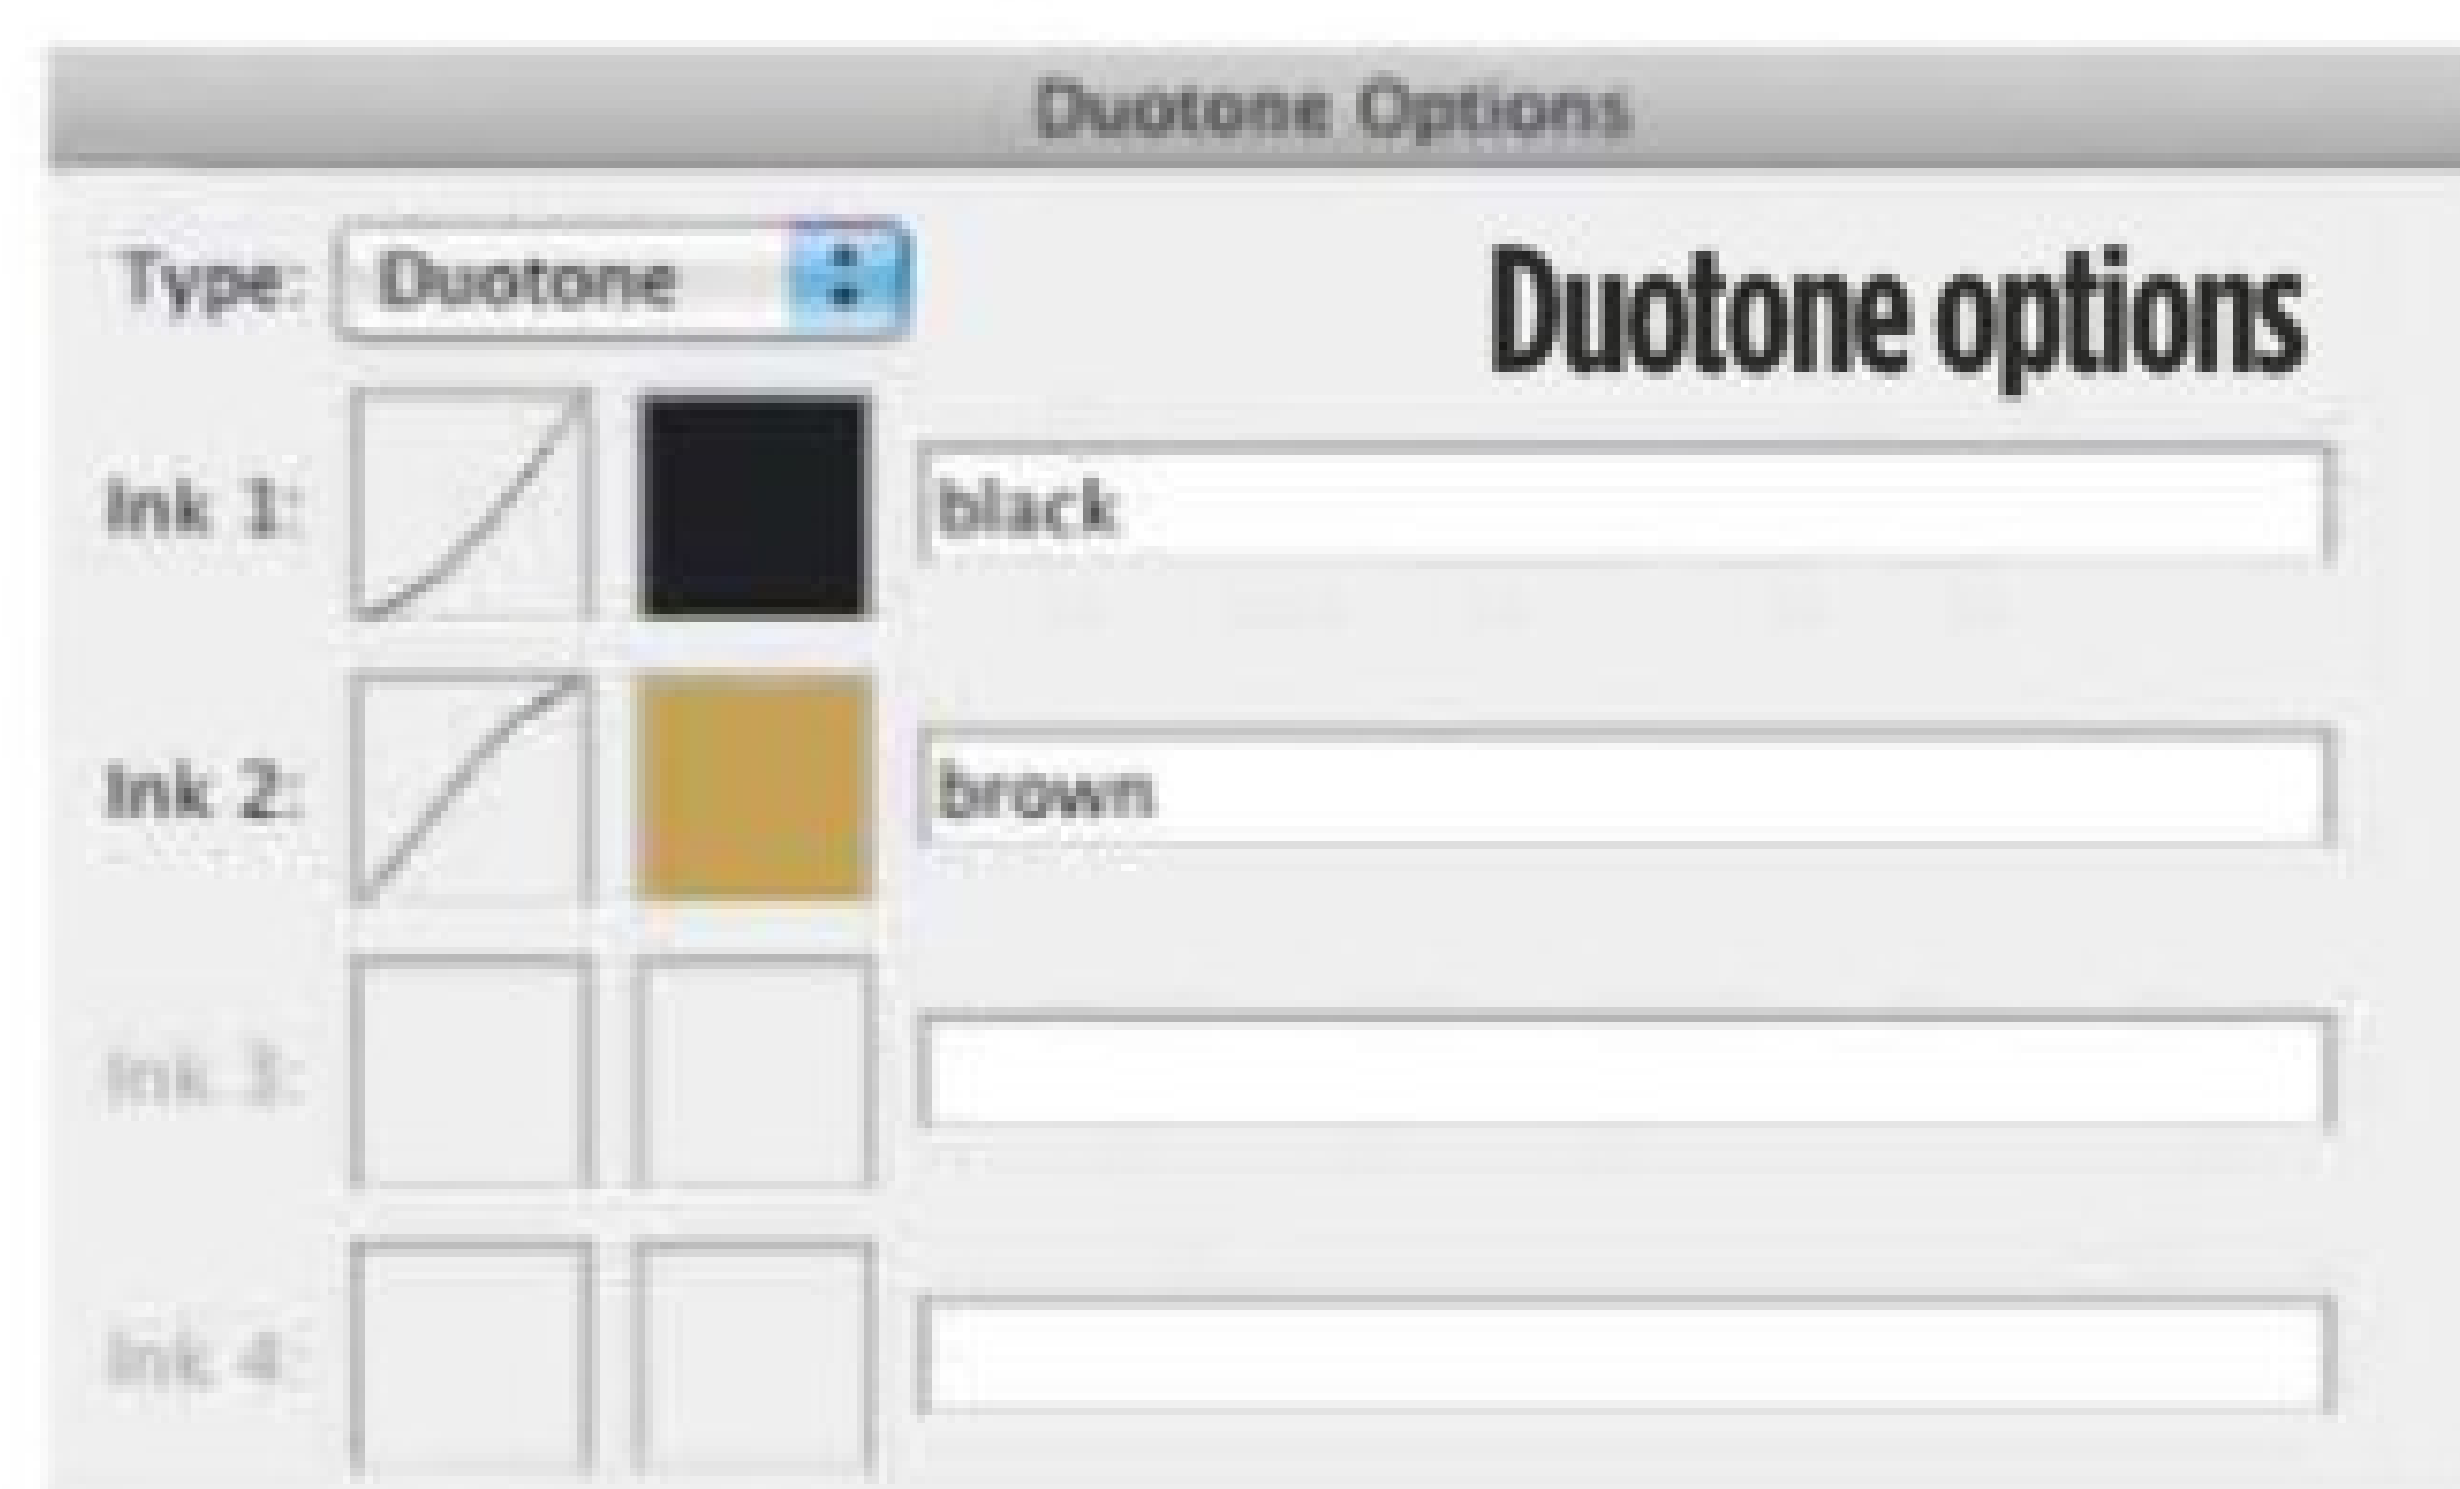 Duotone Options
Type: Duotone
Duotone options
Ink 1: black
Ink 2: brown
Ink 3:
Ink 4: